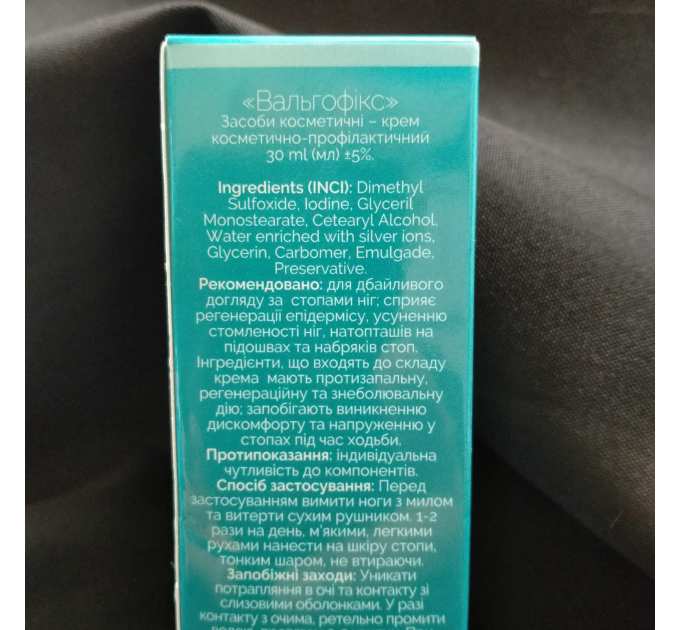 «Вальгофікс»
Засоби косметичні – крем
косметично-профілактичний
30 ml (мл) ±5%.
Ingredients (INCI): Dimethyl
Sulfoxide, Iodine, Glyceril
Monostearate, Cetearyl Alcohol,
Water enriched with silver ions,
Glycerin, Carbomer, Emulgade,
Preservative.
Рекомендовано: для дбайливого
догляду за стопами ніг; сприяє
регенерації епідермісу, усуненню
стомленості ніг, натопташів на
підошвах та набряків стоп.
Інгредієнти, що входять до складу
крема мають протизапальну,
регенераційну та знеболювальну
дію; запобігають виникненню
дискомфорту та напруженню у
стопах під час ходьби.
Протипоказання: індивідуальна
чутливість до компонентів.
Спосіб застосування: Перед
застосуванням вимити ноги з милом
та витерти сухим рушником. 1-2
рази на день, м'якими, легкими
рухами нанести на шкіру стопи,
тонким шаром, не втираючи.
Запобіжні заходи: Уникати
потрапляння в очі та контакту зі
слизовими оболонками. У разі
контакту з очима, ретельно промити